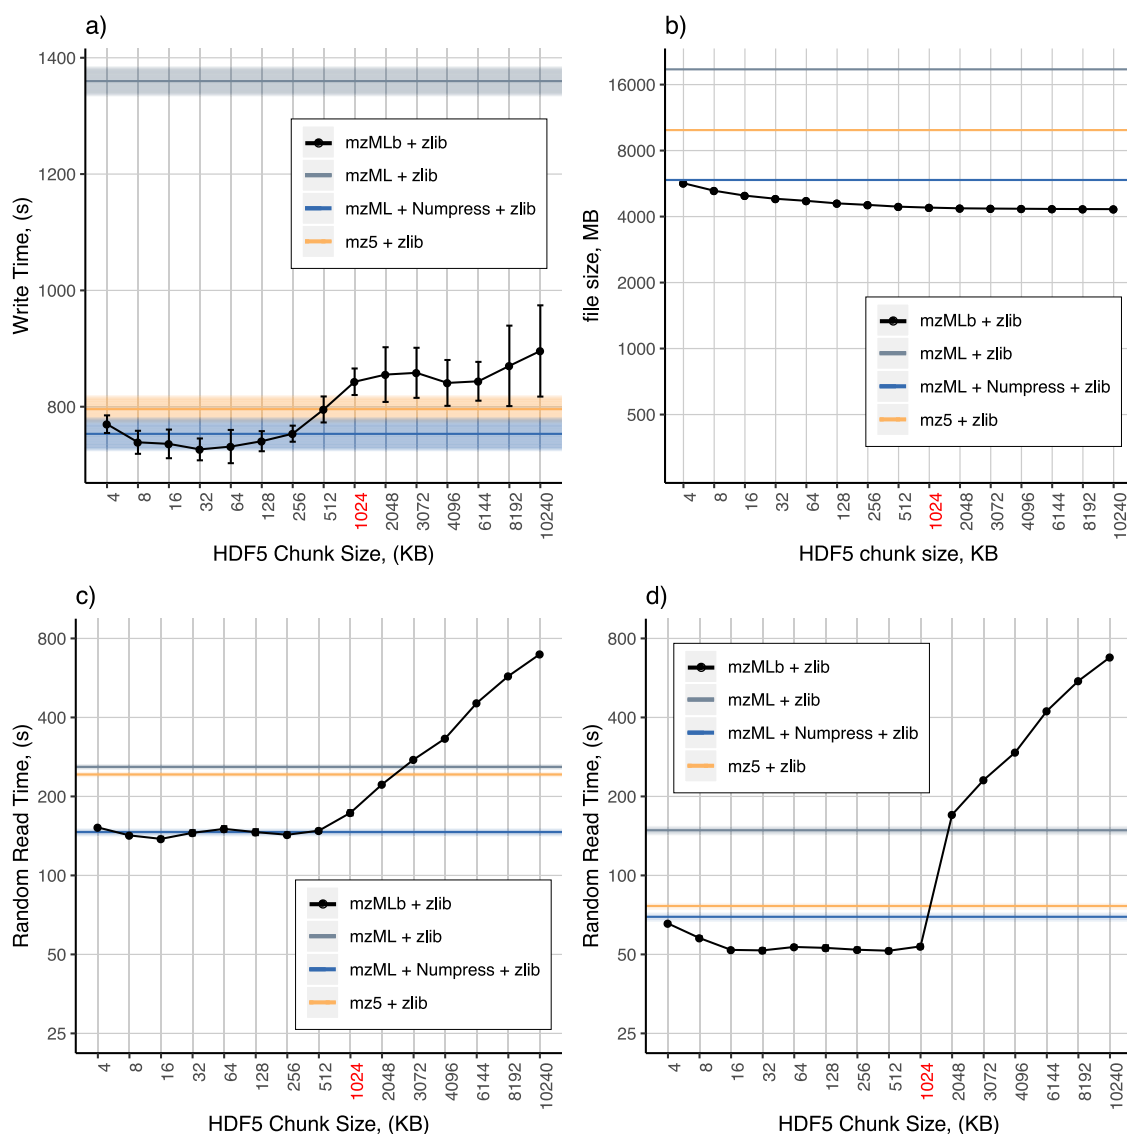 a)
1400
1200
1000
800
Write Time, (s)
mzMLb + zlib
mzML + zlib
mzML + Numpress + zlib
mz5 + zlib
4 8 16 32 64 128 256 512 1024 2048 3072 4096 6144 8192 10240
HDF5 Chunk Size, (KB)
b)
16000
8000
4000
2000
1000
500
file size, MB
mzMLb + zlib
mzML + zlib
mzML + Numpress + zlib
mz5 + zlib
4 8 16 32 64 128 256 512 1024 2048 3072 4096 6144 8192 10240
HDF5 chunk size, KB
c)
800
400
200
100
50
25
Random Read Time, (s)
mzMLb + zlib
mzML + zlib
mzML + Numpress + zlib
mz5 + zlib
4 8 16 32 64 128 256 512 1024 2048 3072 4096 6144 8192 10240
HDF5 Chunk Size, (KB)
d)
800
400
200
100
50
25
Random Read Time, (s)
mzMLb + zlib
mzML + zlib
mzML + Numpress + zlib
mz5 + zlib
4 8 16 32 64 128 256 512 1024 2048 3072 4096 6144 8192 10240
HDF5 Chunk Size, (KB)